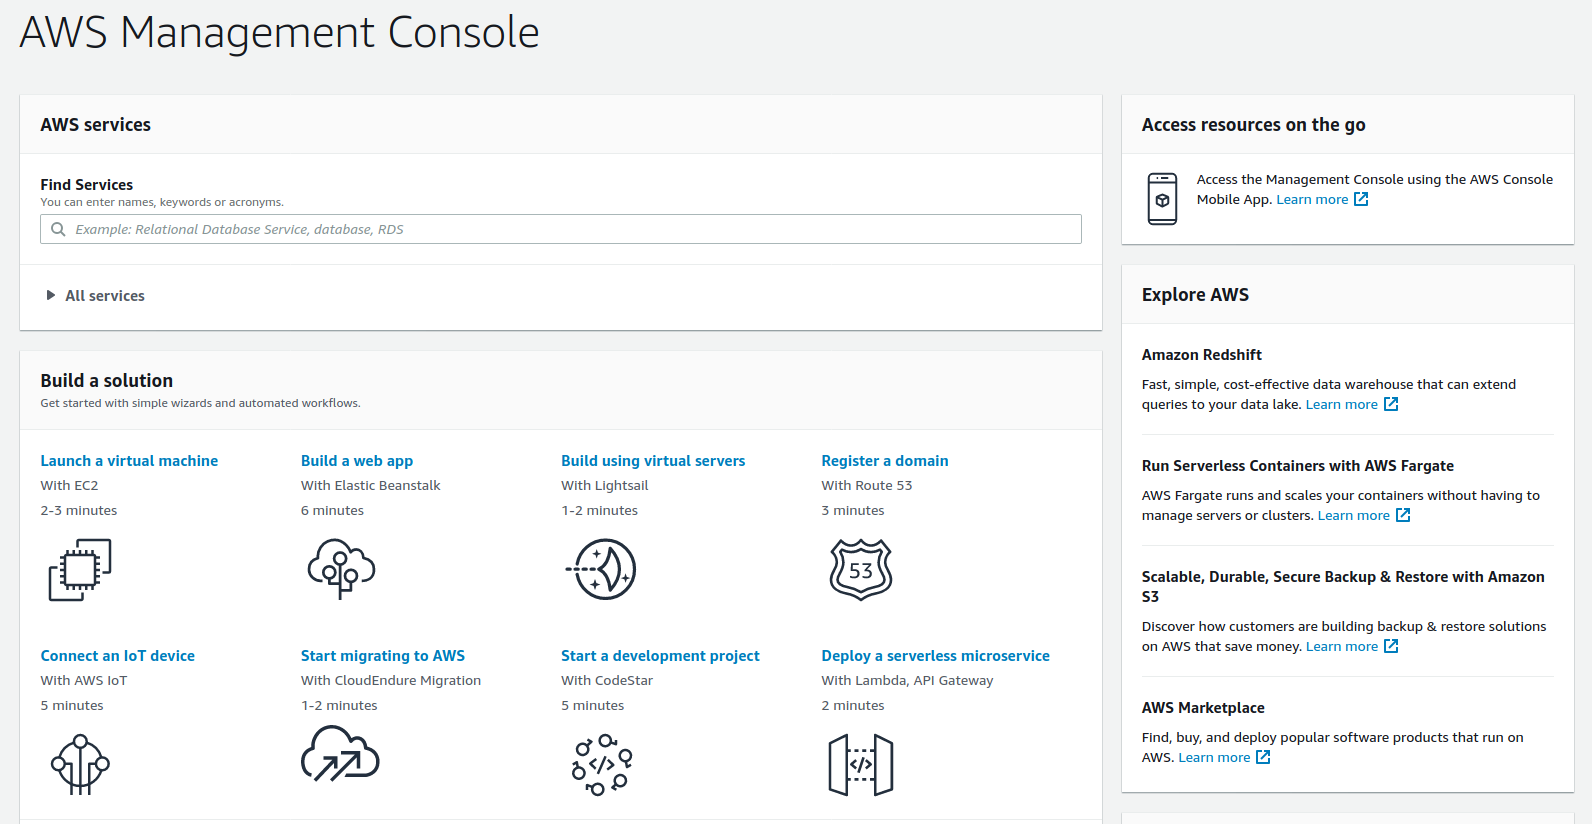 AWS Management Console
AWS services
Find Services
You can enter names, keywords or acronyms.
Example: Relational Database Service, database, RDS
All services
Build a solution
Get started with simple wizards and automated workflows.
Launch a virtual machine
With EC2
2-3 minutes
Build a web app
With Elastic Beanstalk
6 minutes
Build using virtual servers
With Lightsail
1-2 minutes
Register a domain
With Route 53
3 minutes
53
Connect an IoT device
With AWS IoT
5 minutes
Start migrating to AWS
With CloudEndure Migration
1-2 minutes
Start a development project
With CodeStar
5 minutes
</>
Deploy a serverless microservice
With Lambda, API Gateway
2 minutes
</>
Access resources on the go
Access the Management Console using the AWS Console
Mobile App. Learn more
Explore AWS
Amazon Redshift
Fast, simple, cost-effective data warehouse that can extend
queries to your data lake. Learn more
Run Serverless Containers with AWS Fargate
AWS Fargate runs and scales your containers without having to
manage servers or clusters. Learn more
Scalable, Durable, Secure Backup & Restore with Amazon
S3
Discover how customers are building backup & restore solutions
on AWS that save money. Learn more
AWS Marketplace
Find, buy, and deploy popular software products that run on
AWS. Learn more